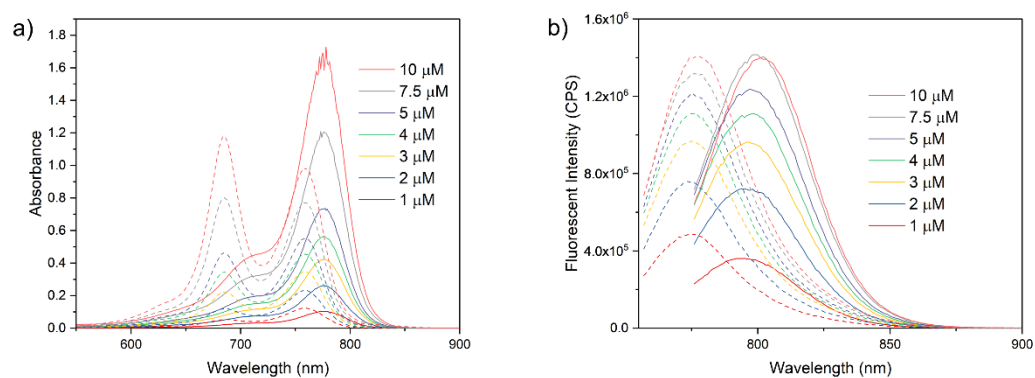 a)
Absorbance
1.8
1.6
1.4
1.2
1.0
0.8
0.6
0.4
0.2
0.0
600
700
800
900
Wavelength (nm)
10 μM
7.5 μM
5 μM
4 μM
3 μM
2 μM
1 μM
b)
Fluorescent Intensity (CPS)
1.6x10⁶
1.2x10⁶
8.0x10⁵
4.0x10⁵
0.0
800
850
900
Wavelength (nm)
10 μM
7.5 μM
5 μM
4 μM
3 μM
2 μM
1 μM